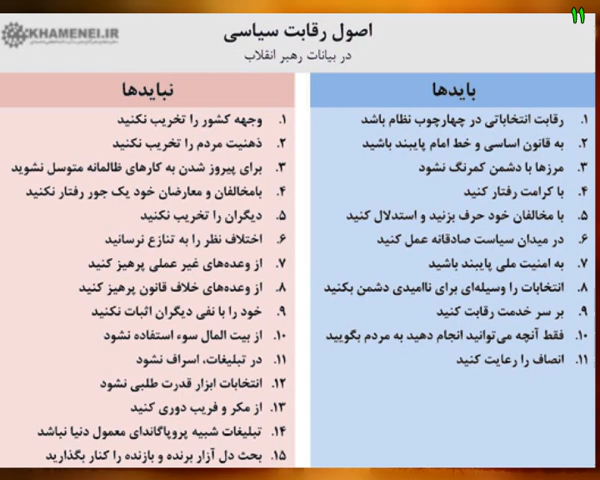 ۱۱
KHAMENEI.IR
اصول رقابت سیاسی
در بیانات رهبر انقلاب
بایدها
۱. رقابت انتخاباتی در چهارچوب نظام باشد
۲. به قانون اساسی و خط امام پایبند باشید
۳. مرزها با دشمن کمرنگ نشود
۴. با کرامت رفتار کنید
۵. با مخالفان خود حرف بزنید و استدلال کنید
۶. در میدان سیاست صادقانه عمل کنید
۷. به امنیت ملی پایبند باشید
۸. انتخابات را وسیله‌ای برای ناامیدی دشمن بکنید
۹. بر سر خدمت رقابت کنید
۱۰. فقط آنچه می‌توانید انجام دهید به مردم بگویید
۱۱. انصاف را رعایت کنید
نبایدها
۱. وجهه کشور را تخریب نکنید
۲. ذهنیت مردم را تخریب نکنید
۳. برای پیروز شدن به کارهای ظالمانه متوسل نشوید
۴. بامخالفان و معارضان خود یک جور رفتار نکنید
۵. دیگران را تخریب نکنید
۶. اختلاف نظر را به تنازع نرسانید
۷. از وعده‌های غیر عملی پرهیز کنید
۸. از وعده‌های خلاف قانون پرهیز کنید
۹. خود را با نفی دیگران اثبات نکنید
۱۰. از بیت المال سوء استفاده نشود
۱۱. در تبلیغات، اسراف نشود
۱۲. انتخابات ابزار قدرت طلبی نشود
۱۳. از مکر و فریب دوری کنید
۱۴. تبلیغات شبیه پروپاگاندای معمول دنیا نباشد
۱۵. بحث دل آزار برنده و بازنده را کنار بگذارید